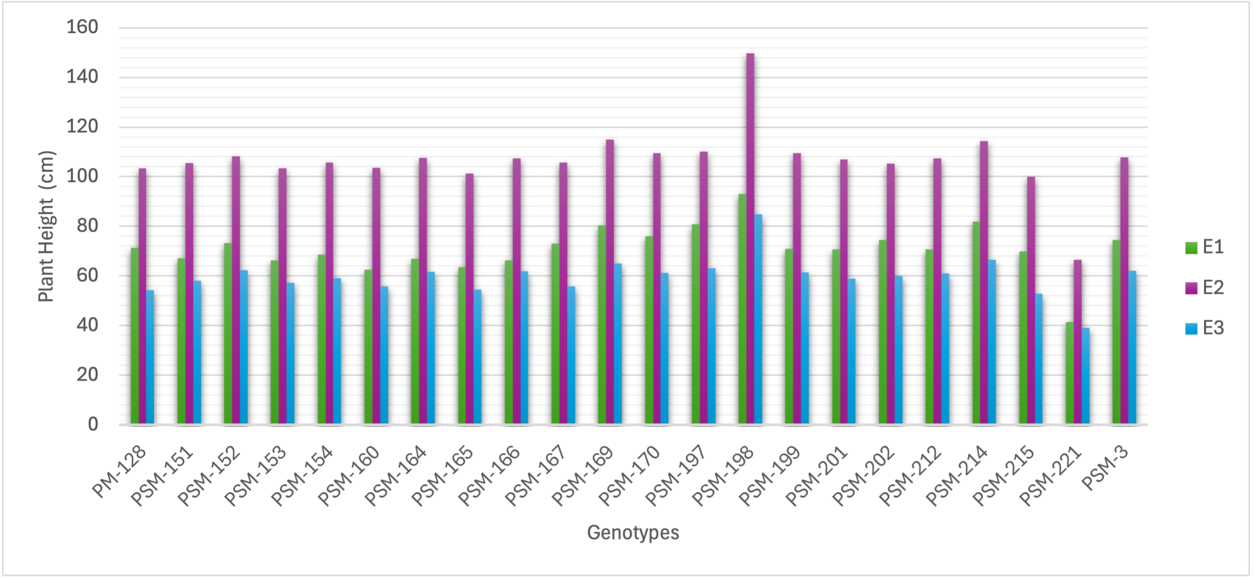 160
140
120
100
80
60
40
20
0
Plant Height (cm)
PM-128
PSM-151
PSM-152
PSM-153
PSM-154
PSM-160
PSM-164
PSM-165
PSM-166
PSM-167
PSM-169
PSM-170
PSM-197
PSM-198
PSM-199
PSM-201
PSM-202
PSM-212
PSM-214
PSM-215
PM-221
PSM-3
Genotypes
E1
E2
E3